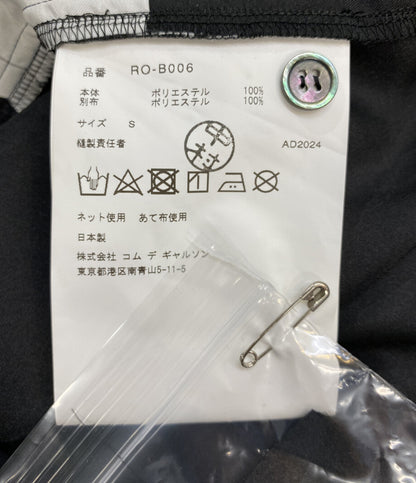 品番 RO-B006
本体 ポリエステル 100%
別布 ポリエステル 100%
サイズ S
縫製責任者 中村 AD2024
ネット使用 あて布使用
日本製
株式会社 コム デ ギャルソン
東京都港区南青山5-11-5